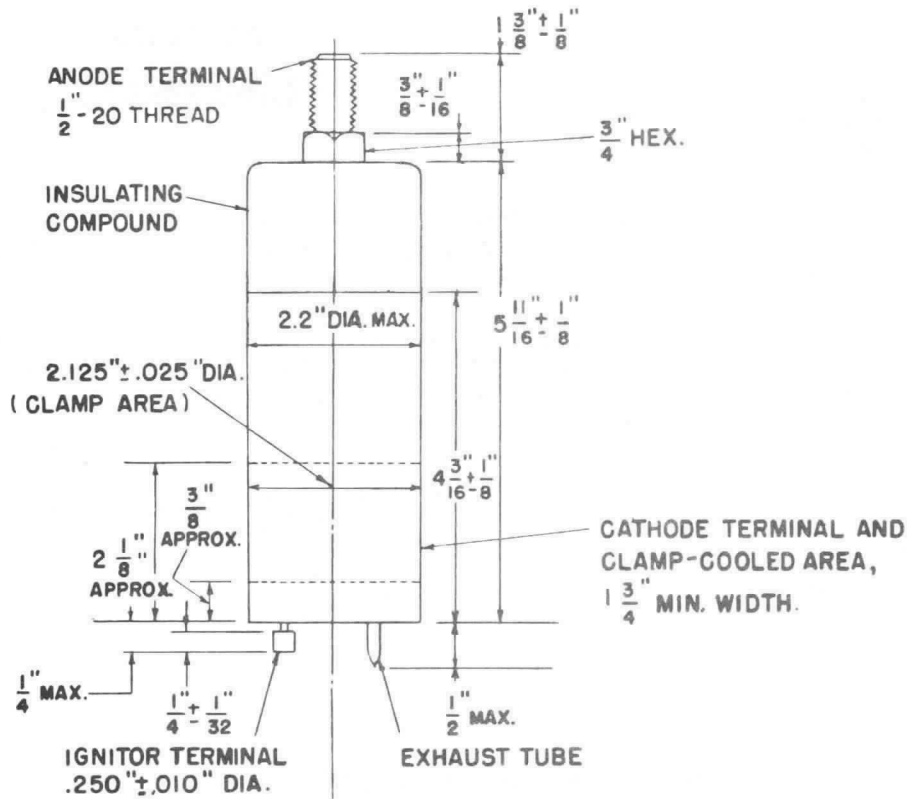 1 3/8" ± 1/8"
ANODE TERMINAL
1/2" - 20 THREAD
3/8" ± 1/16"
3/4" HEX.
INSULATING
COMPOUND
2.2" DIA. MAX.
5 11/16" ± 1/8"
2.125" ± .025" DIA.
( CLAMP AREA )
4 3/16" ± 1/8"
3/8"
APPROX.
2 1/8"
APPROX.
CATHODE TERMINAL AND
CLAMP-COOLED AREA,
1 3/4" MIN. WIDTH.
1/4" MAX.
1/4" ± 1/32"
1/2" MAX.
IGNITOR TERMINAL
.250" ± .010" DIA.
EXHAUST TUBE